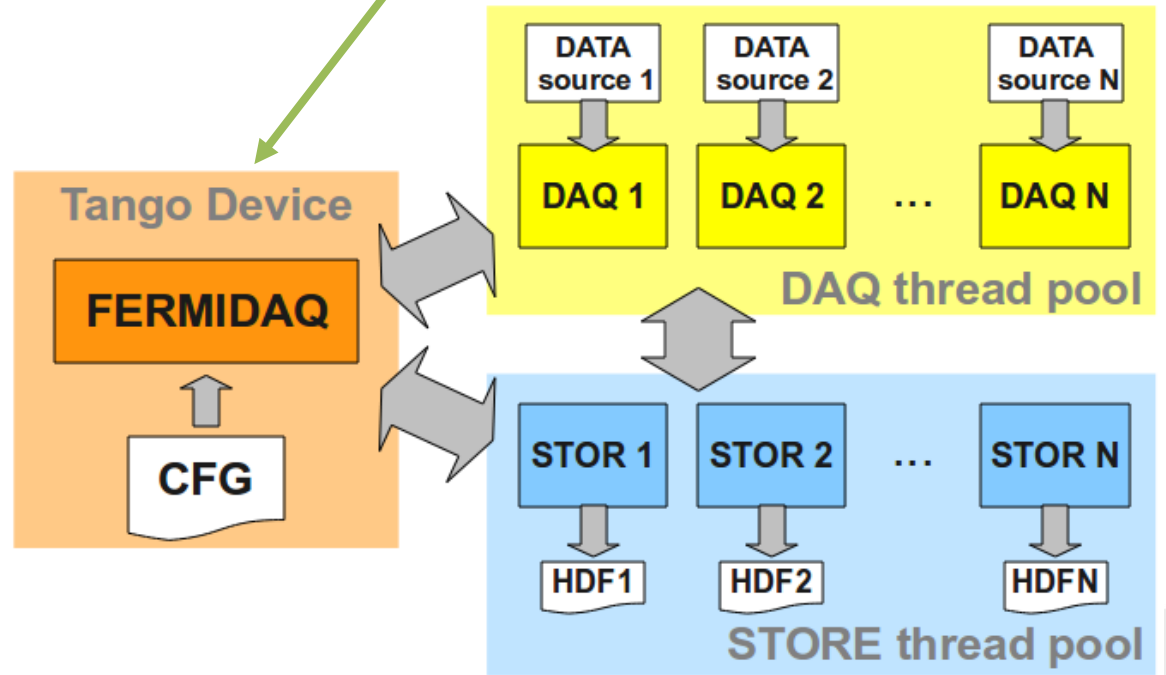 DATA
source 1
DATA
source 2
DATA
source N
DAQ 1
DAQ 2
...
DAQ N
DAQ thread pool
Tango Device
FERMIDAQ
CFG
STOR 1
STOR 2
...
STOR N
HDF1
HDF2
HDFN
STORE thread pool